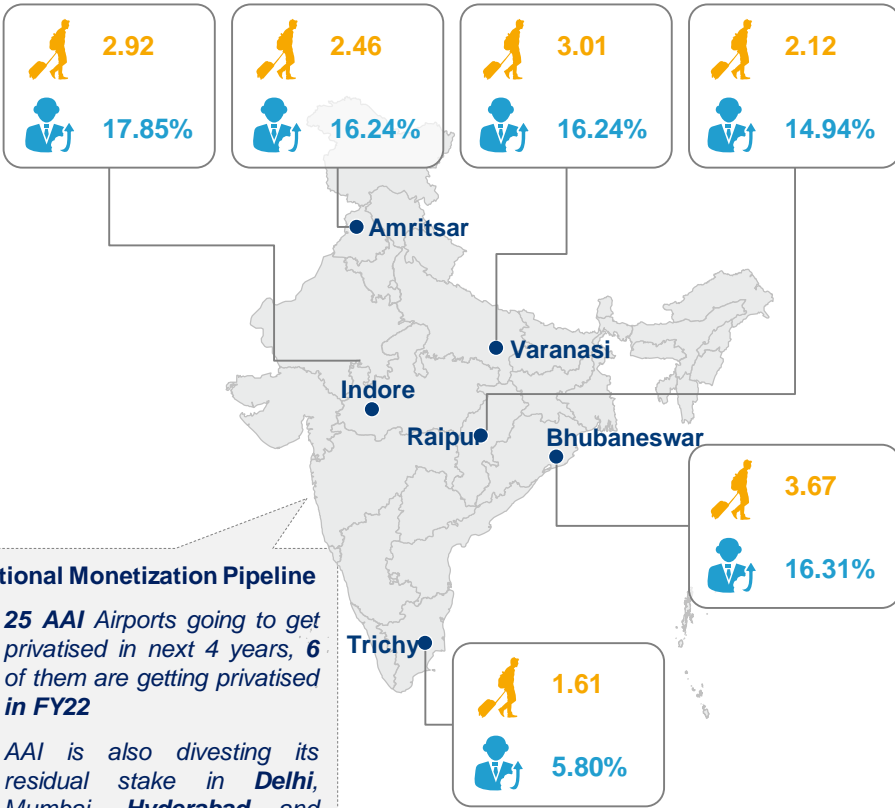 2.92
17.85%
2.46
16.24%
3.01
16.24%
2.12
14.94%
Amritsar
Varanasi
Indore
Raipur
Bhubaneswar
3.67
16.31%
Trichy
1.61
5.80%
tional Monetization Pipeline
25 AAI Airports going to get
privatised in next 4 years, 6
of them are getting privatised
in FY22
AAI is also divesting its
residual stake in Delhi,
Mumbai, Hyderabad and